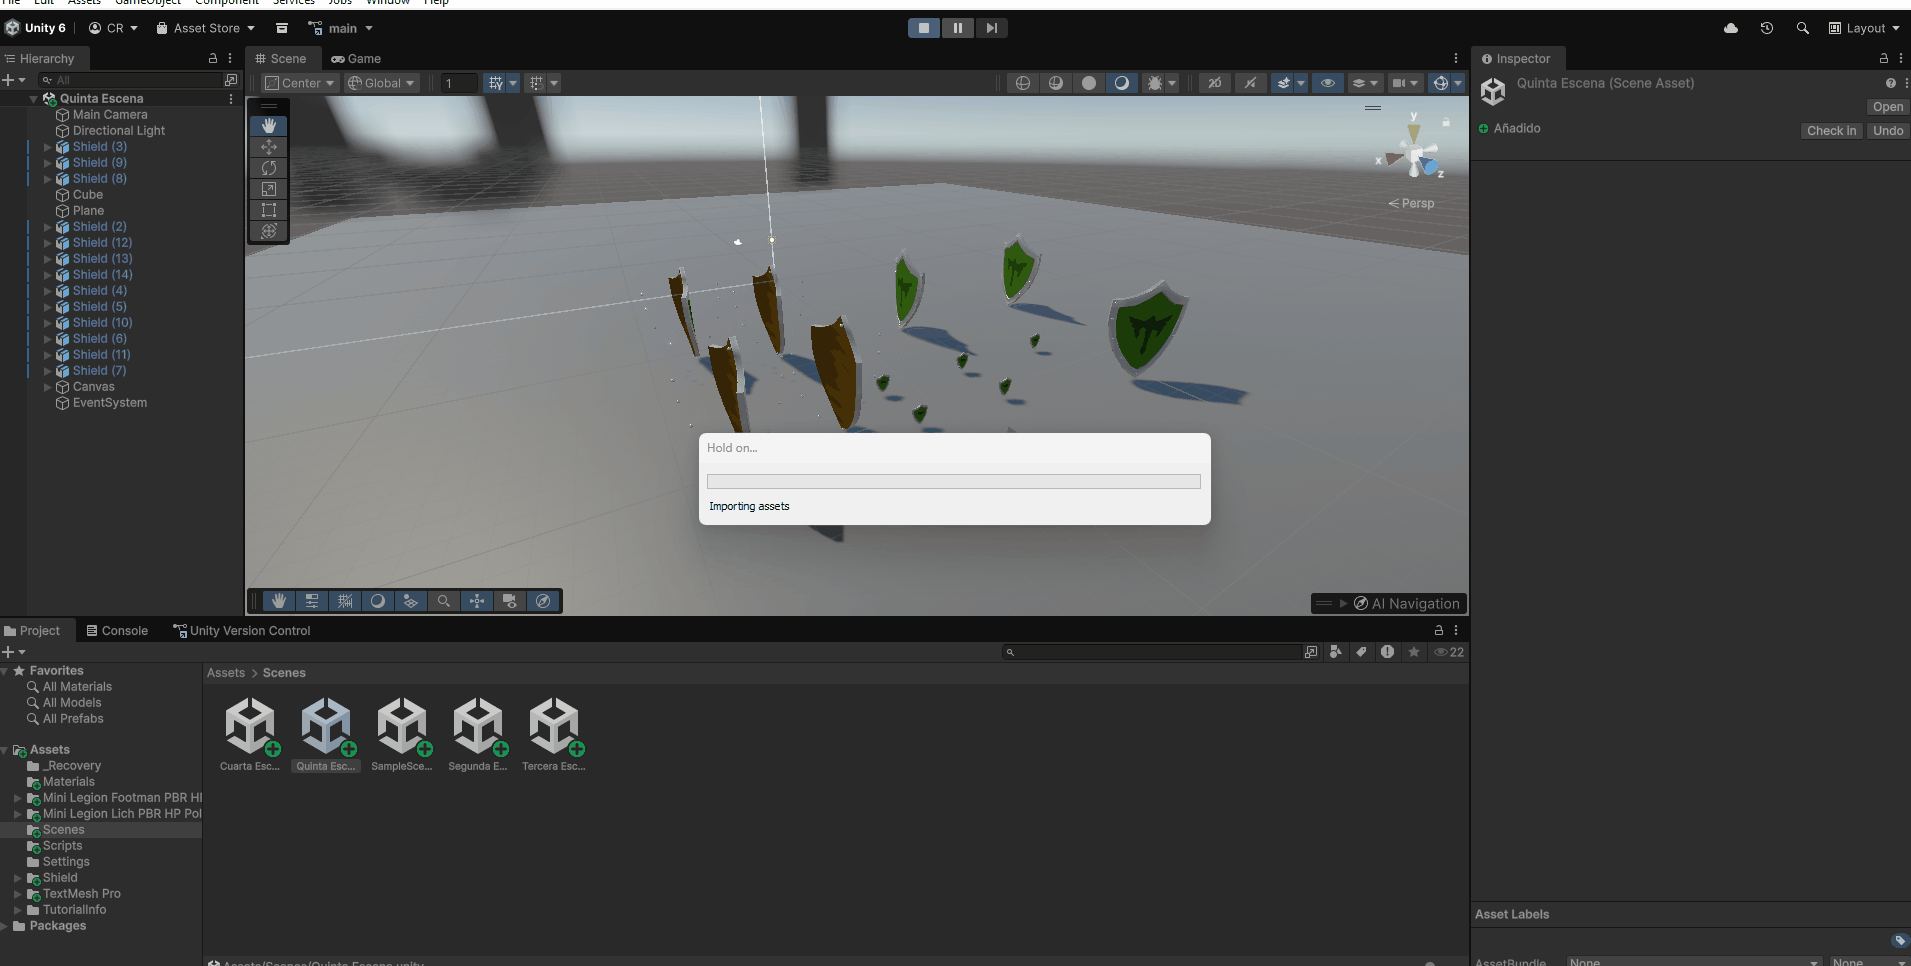 File Edit Assets GameObject Component Services Jobs Window Help
Unity 6 CR Asset Store main Layout
Hierarchy
All
Quinta Escena
Main Camera
Directional Light
Shield (3)
Shield (9)
Shield (8)
Cube
Plane
Shield (2)
Shield (12)
Shield (13)
Shield (14)
Shield (4)
Shield (5)
Shield (10)
Shield (6)
Shield (11)
Shield (7)
Canvas
EventSystem
Scene Game
Center Global 1 2D
y
x
z
Persp
Hold on...
Importing assets
AI Navigation
Inspector
Quinta Escena (Scene Asset)
Open
Añadido Check in Undo
Project Console Unity Version Control
22
Favorites
All Materials
All Models
All Prefabs
Assets
_Recovery
Materials
Mini Legion Footman PBR HP
Mini Legion Lich PBR HP Pol
Scenes
Scripts
Settings
Shield
TextMesh Pro
TutorialInfo
Packages
Assets > Scenes
Cuarta Esc... Quinta Esc... SampleSce... Segunda E... Tercera Esc...
Assets/Scenes/Quinta Escena.unity
Asset Labels
AssetBundle None None